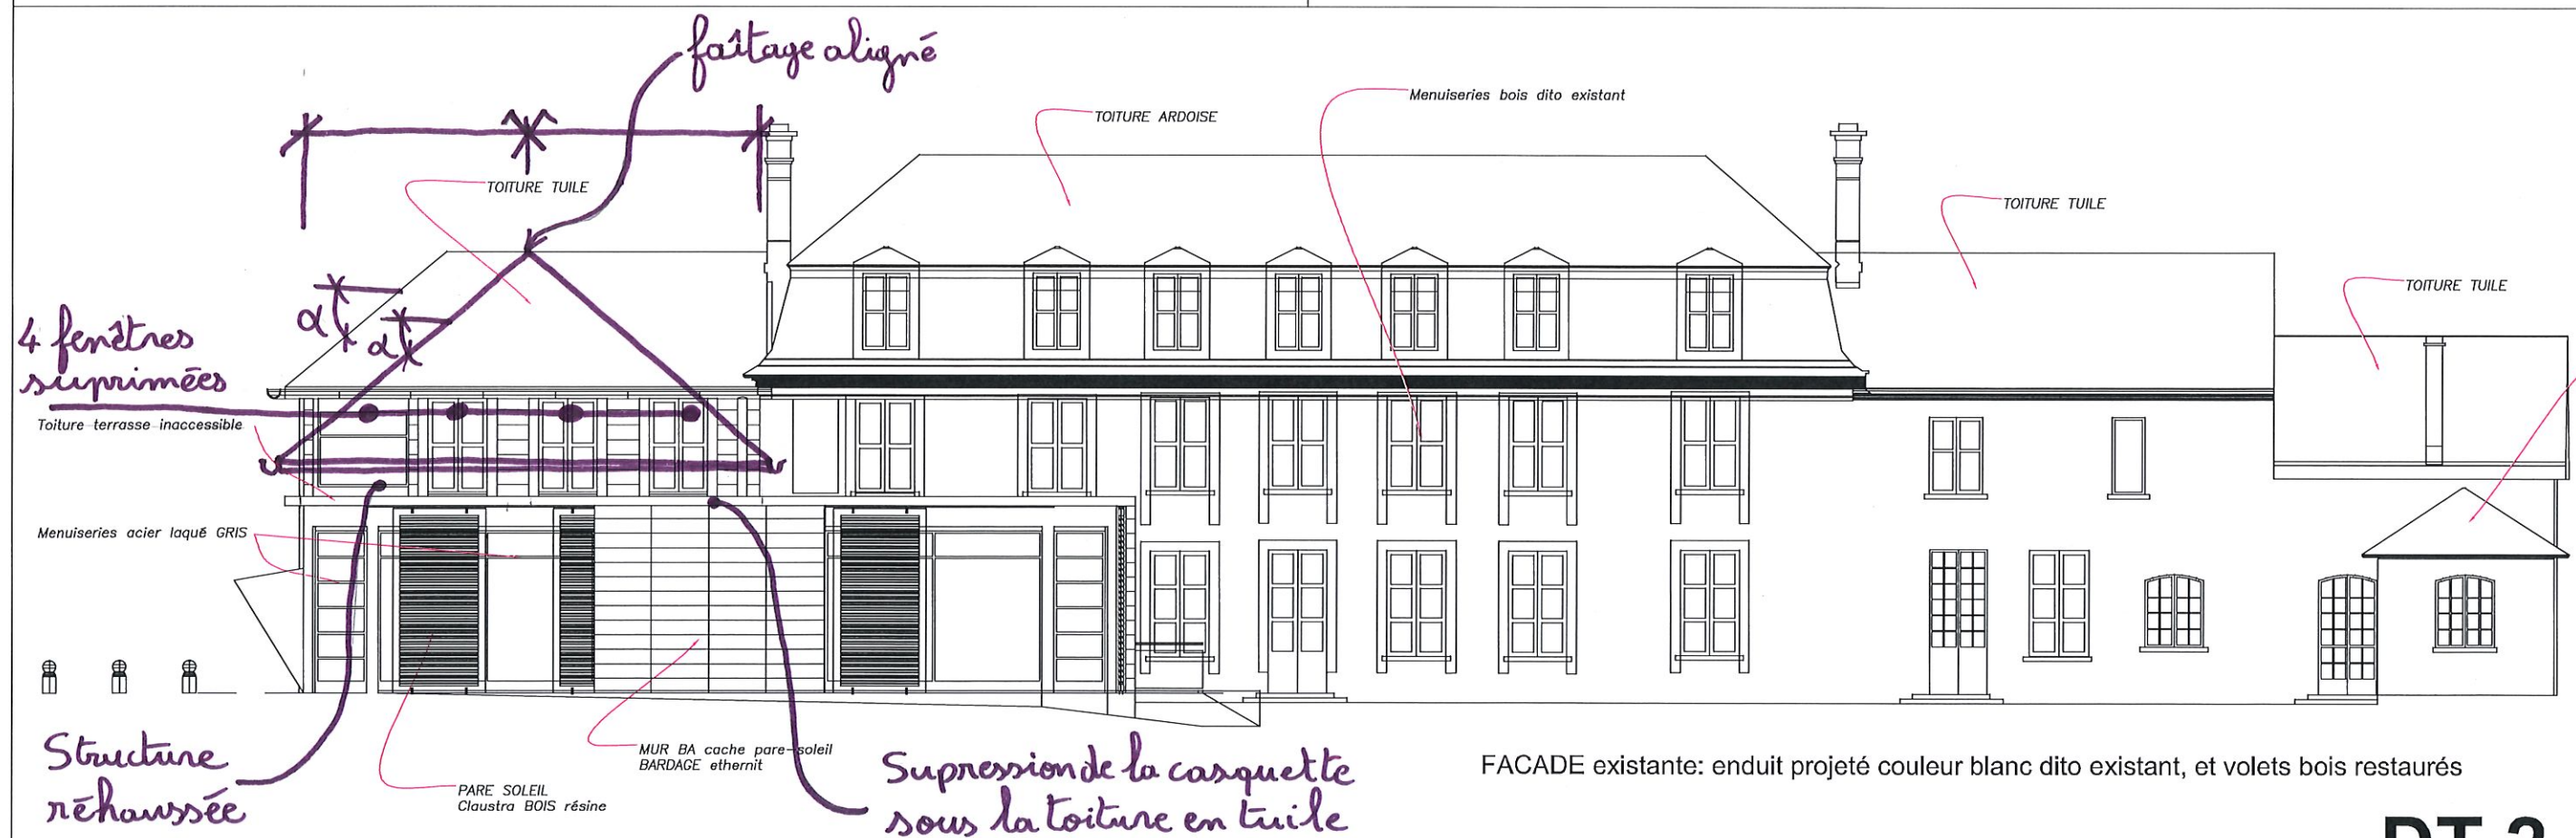 faîtage aligné
Menuiseries bois dito existant
TOITURE ARDOISE
TOITURE TUILE
TOITURE TUILE
TOITURE TUILE
α
α
4 fenêtres
suprimées
Toiture terrasse inaccessible
Menuiseries acier laqué GRIS
Structure
réhaussée
MUR BA cache pare-soleil
BARDAGE ethernit
PARE SOLEIL
Claustra BOIS résine
Supression de la casquette
sous la toiture en tuile
FACADE existante: enduit projeté couleur blanc dito existant, et volets bois restaurés